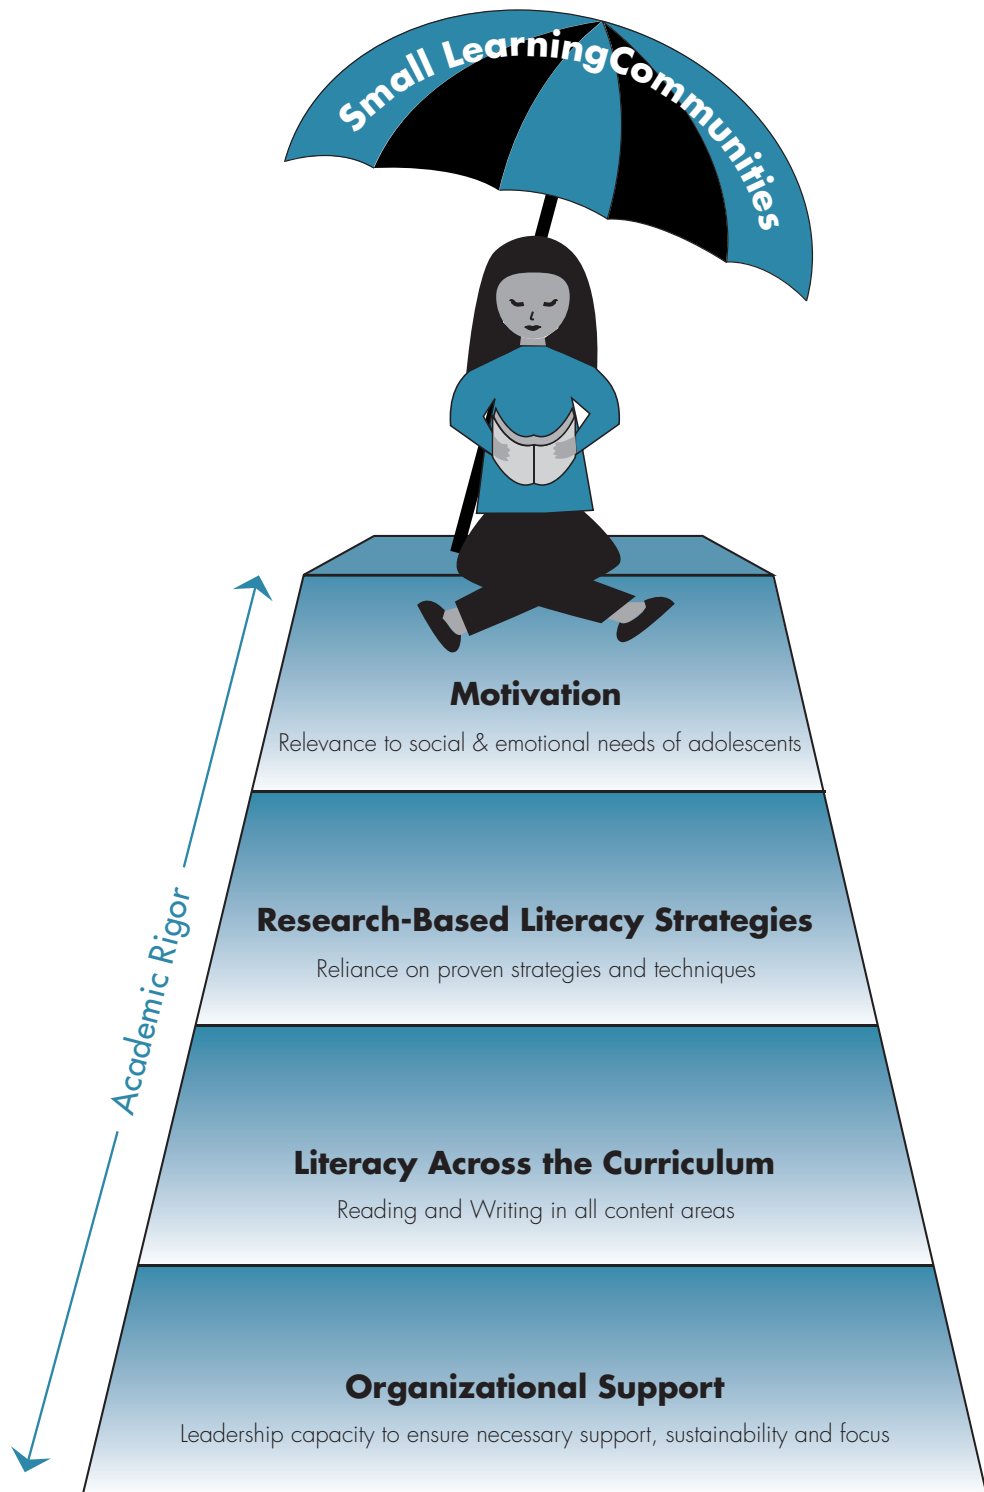 Small LearningCommunities
Motivation
Relevance to social & emotional needs of adolescents
Academic Rigor
Research-Based Literacy Strategies
Reliance on proven strategies and techniques
Literacy Across the Curriculum
Reading and Writing in all content areas
Organizational Support
Leadership capacity to ensure necessary support, sustainability and focus